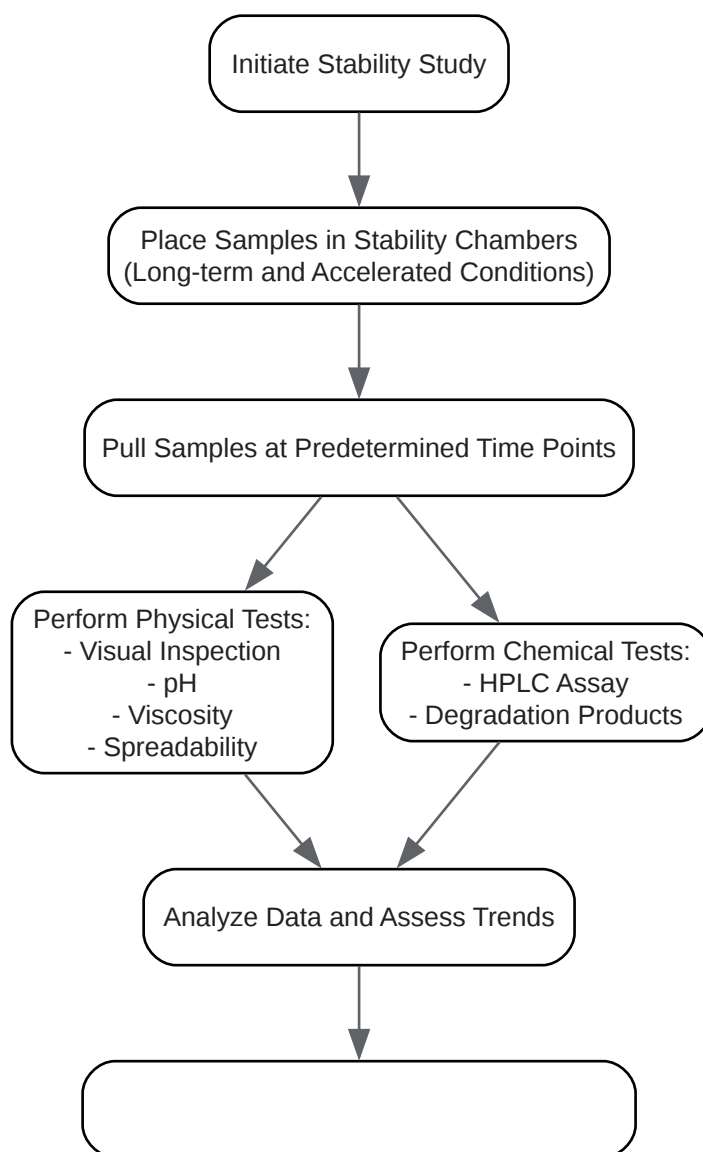 Initiate Stability Study
Place Samples in Stability Chambers
(Long-term and Accelerated Conditions)
Pull Samples at Predetermined Time Points
Perform Physical Tests:
- Visual Inspection
- pH
- Viscosity
- Spreadability
Perform Chemical Tests:
- HPLC Assay
- Degradation Products
Analyze Data and Assess Trends